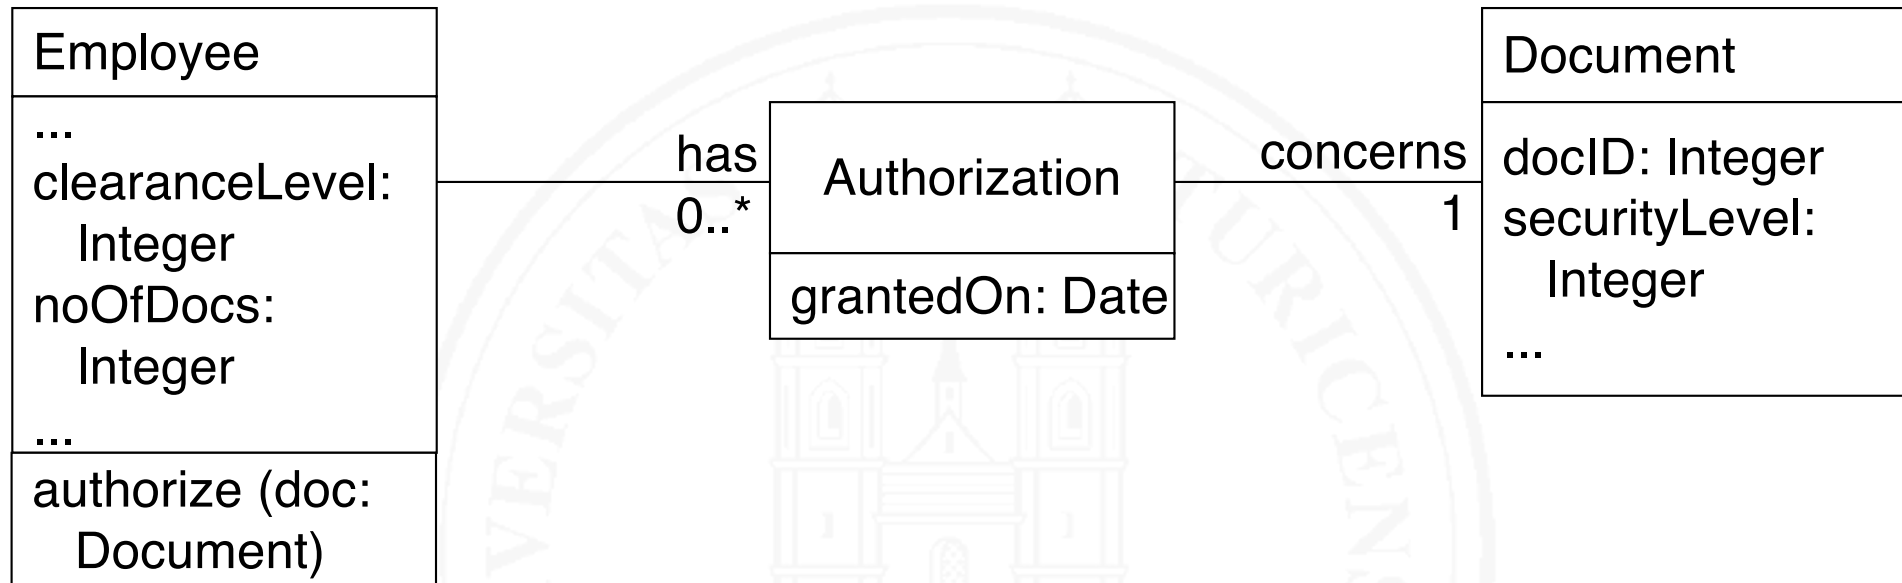 Employee
...
clearanceLevel:
Integer
noOfDocs:
Integer
...
authorize (doc:
Document)
has
0..*
Authorization
grantedOn: Date
concerns
1
Document
docID: Integer
securityLevel:
Integer
...